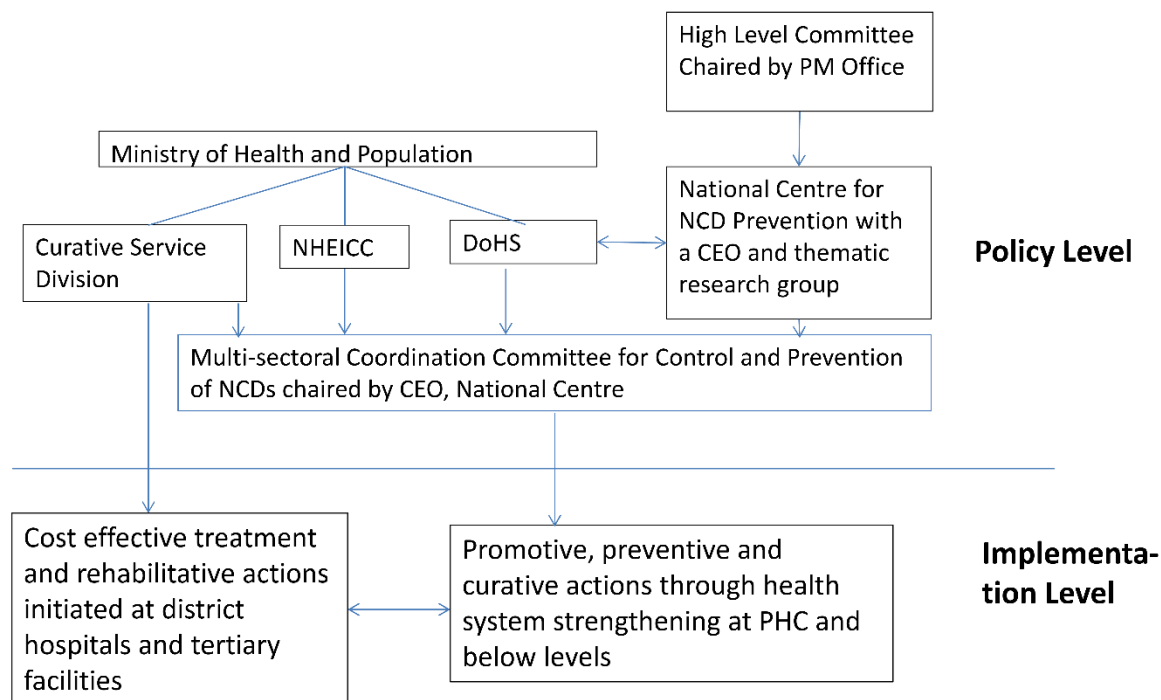 High Level Committee
Chaired by PM Office
Ministry of Health and Population
National Centre for
NCD Prevention with
a CEO and thematic
research group
Curative Service
Division
NHEICC
DoHS
Policy Level
Multi-sectoral Coordination Committee for Control and Prevention
of NCDs chaired by CEO, National Centre
Cost effective treatment
and rehabilitative actions
initiated at district
hospitals and tertiary
facilities
Promotive, preventive and
curative actions through health
system strengthening at PHC and
below levels
Implementa-
tion Level